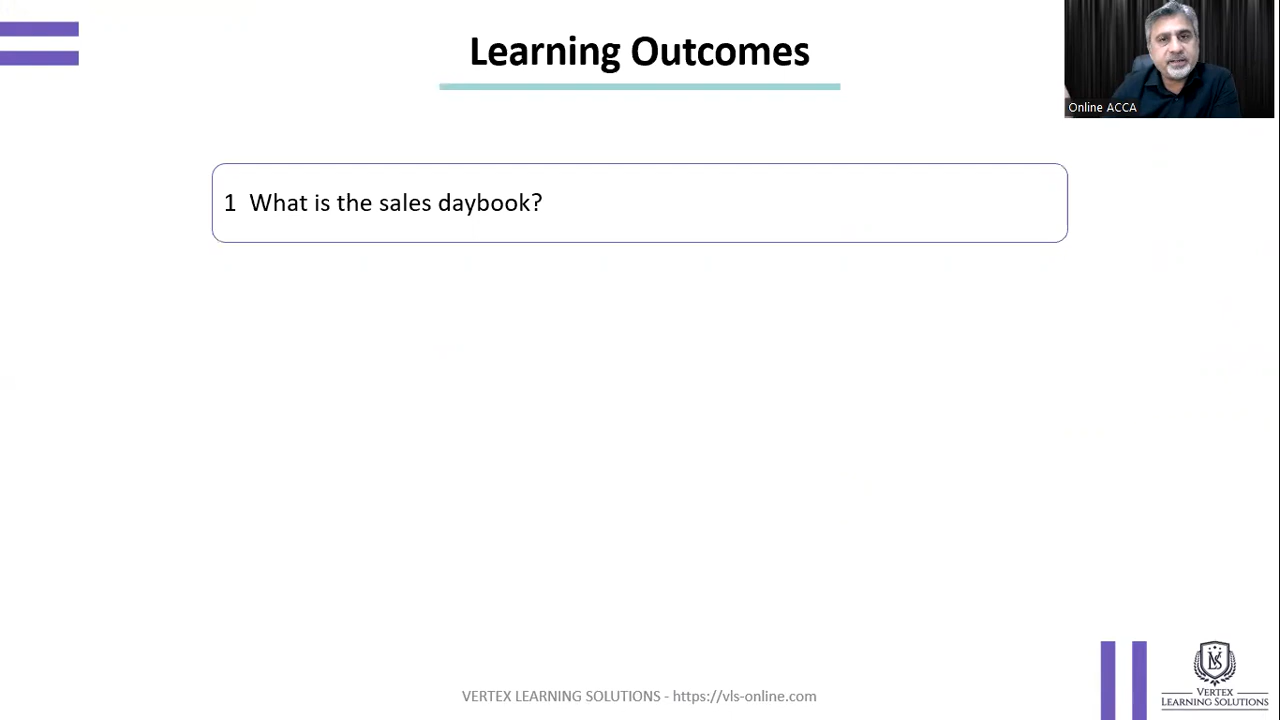 Learning Outcomes
Online ACCA
1 What is the sales daybook?
VERTEX LEARNING SOLUTIONS - https://vls-online.com
VERTEX
LEARNING SOLUTIONS